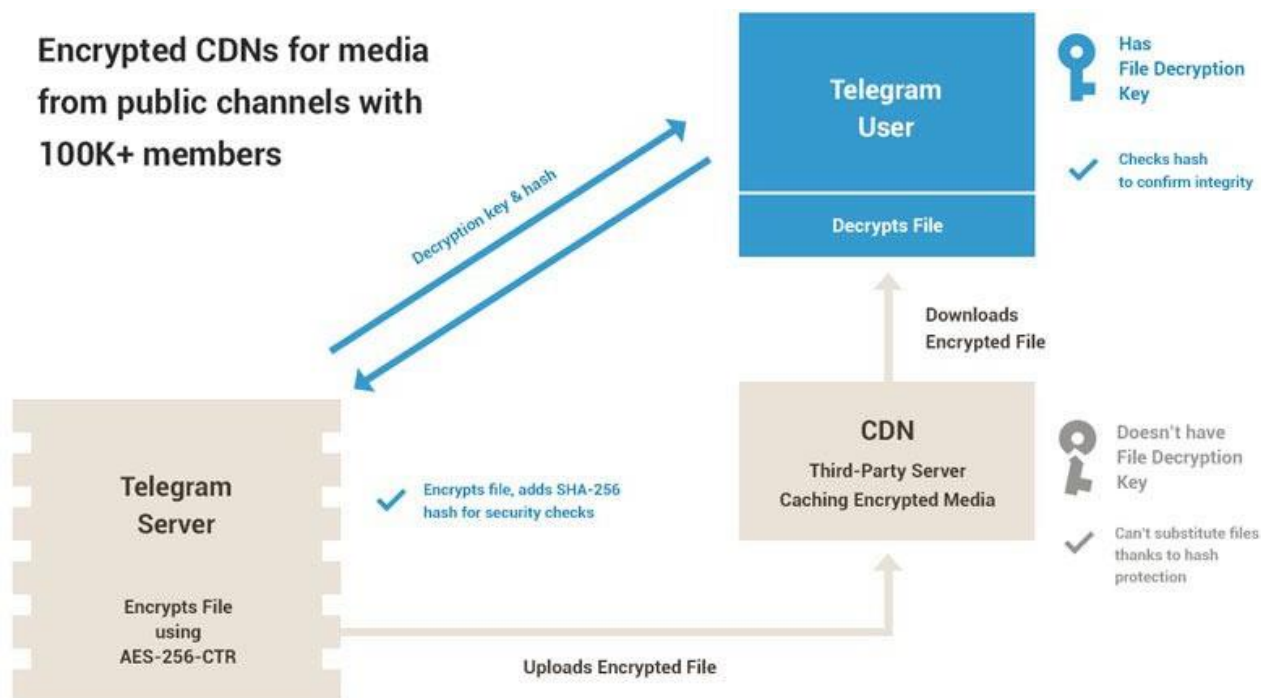 Encrypted CDNs for media
from public channels with
100K+ members
Telegram
User
Decrypts File
Has
File Decryption
Key
Checks hash
to confirm integrity
Decryption key & hash
Downloads
Encrypted File
CDN
Third-Party Server
Caching Encrypted Media
Doesn't have
File Decryption
Key
Can't substitute files
thanks to hash
protection
Telegram
Server
Encrypts File
using
AES-256-CTR
Encrypts file, adds SHA-256
hash for security checks
Uploads Encrypted File